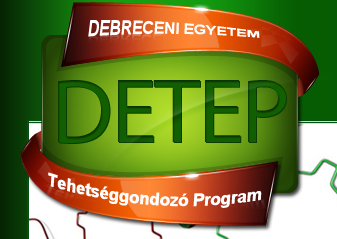 DEBRECENI EGYETEM
DETEP
Tehetséggondozó Program